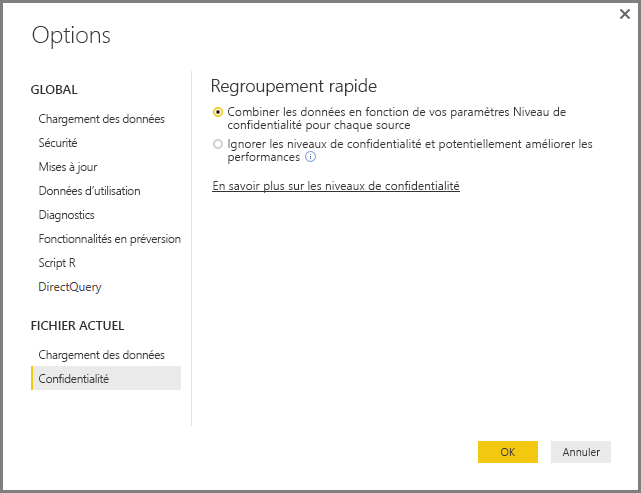 Options
GLOBAL
Chargement des données
Sécurité
Mises à jour
Données d'utilisation
Diagnostics
Fonctionnalités en préversion
Script R
DirectQuery
FICHIER ACTUEL
Chargement des données
Confidentialité
Regroupement rapide
Combiner les données en fonction de vos paramètres Niveau de
confidentialité pour chaque source
Ignorer les niveaux de confidentialité et potentiellement améliorer les
performances
En savoir plus sur les niveaux de confidentialité
OK
Annuler